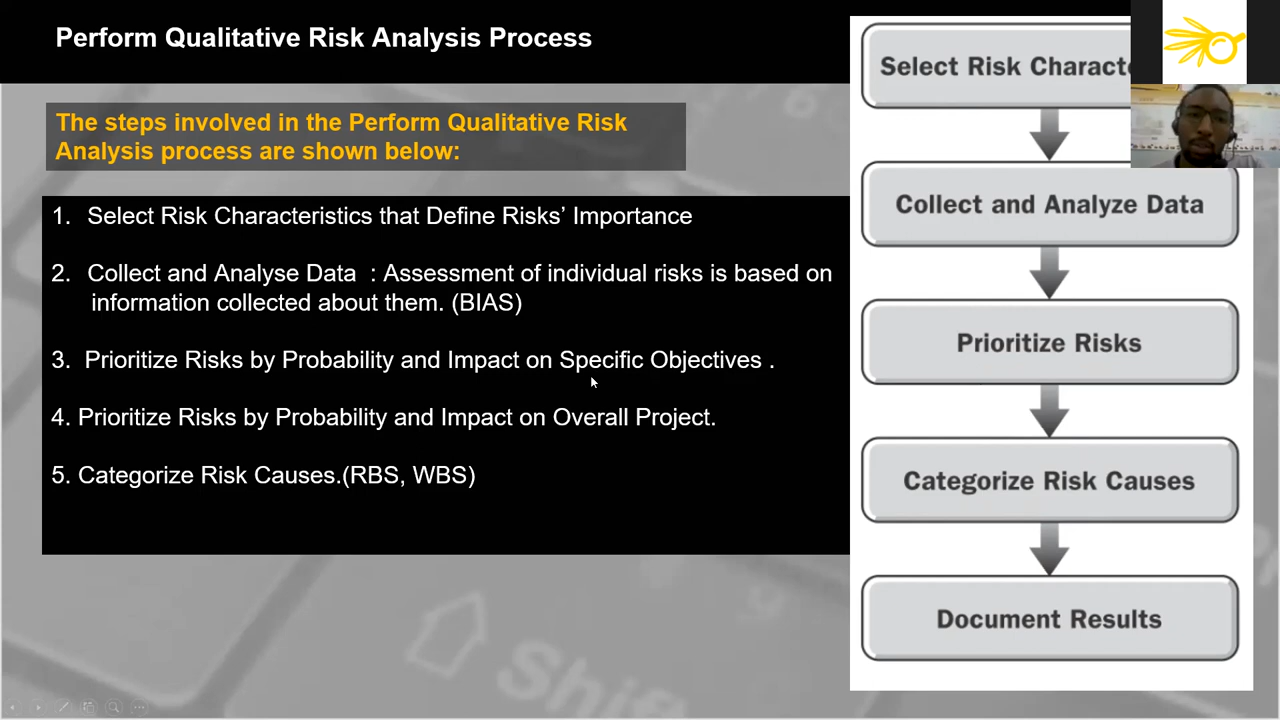 Perform Qualitative Risk Analysis Process
The steps involved in the Perform Qualitative Risk
Analysis process are shown below:
1. Select Risk Characteristics that Define Risks’ Importance
2. Collect and Analyse Data : Assessment of individual risks is based on
information collected about them. (BIAS)
3. Prioritize Risks by Probability and Impact on Specific Objectives .
4. Prioritize Risks by Probability and Impact on Overall Project.
5. Categorize Risk Causes.(RBS, WBS)
Select Risk
Collect and Analyze Data
Prioritize Risks
Categorize Risk Causes
Document Results
Shift